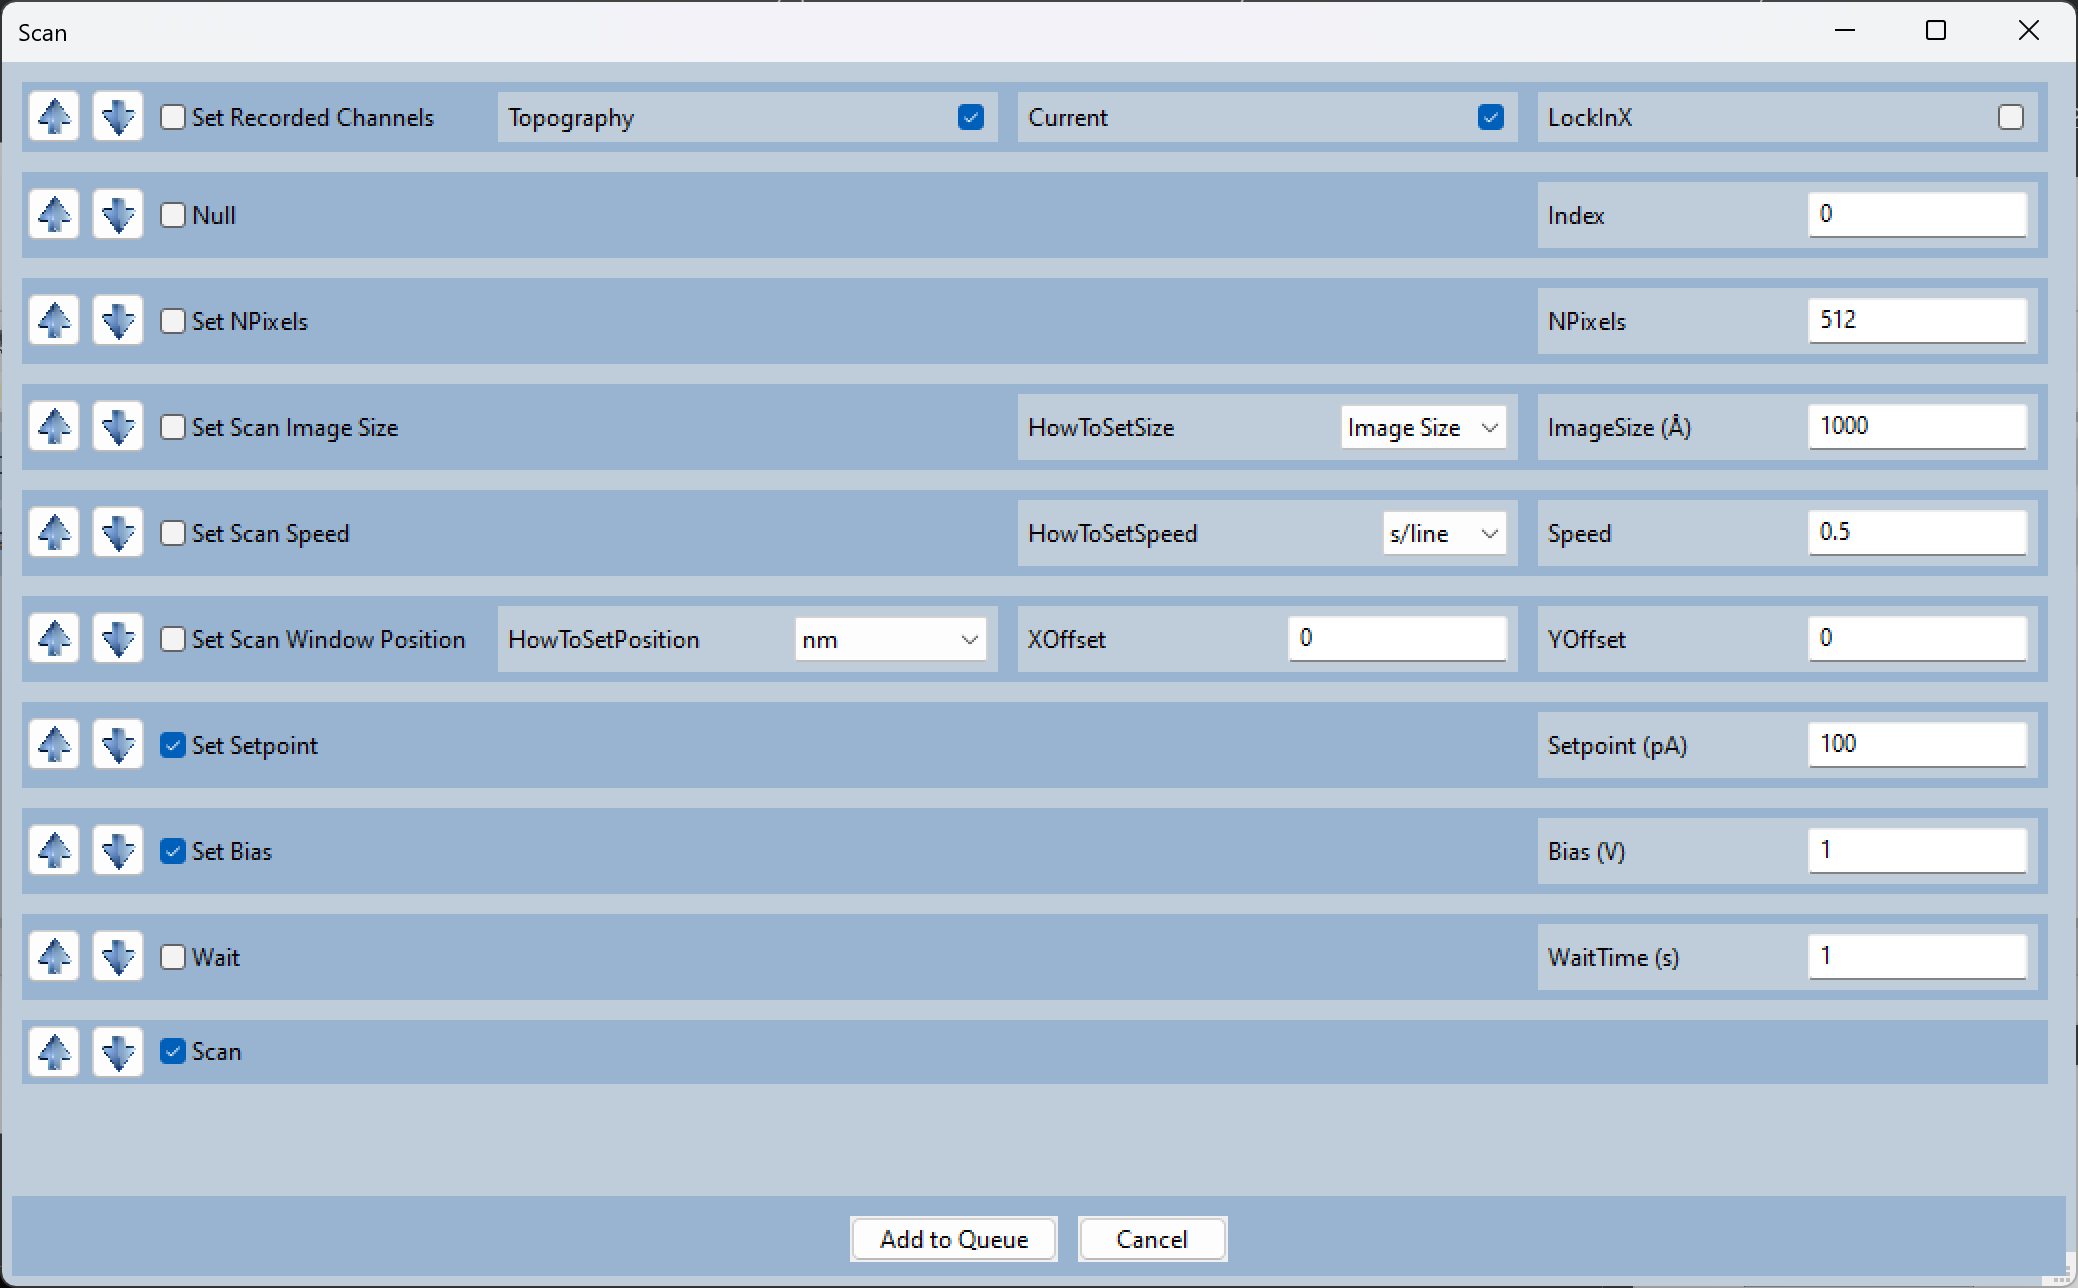 Scan
Set Recorded Channels Topography Current LockInX
Null Index 0
Set NPixels NPixels 512
Set Scan Image Size HowToSetSize Image Size ImageSize (Å) 1000
Set Scan Speed HowToSetSpeed s/line Speed 0.5
Set Scan Window Position HowToSetPosition nm XOffset 0 YOffset 0
Set Setpoint Setpoint (pA) 100
Set Bias Bias (V) 1
Wait WaitTime (s) 1
Scan
Add to Queue Cancel